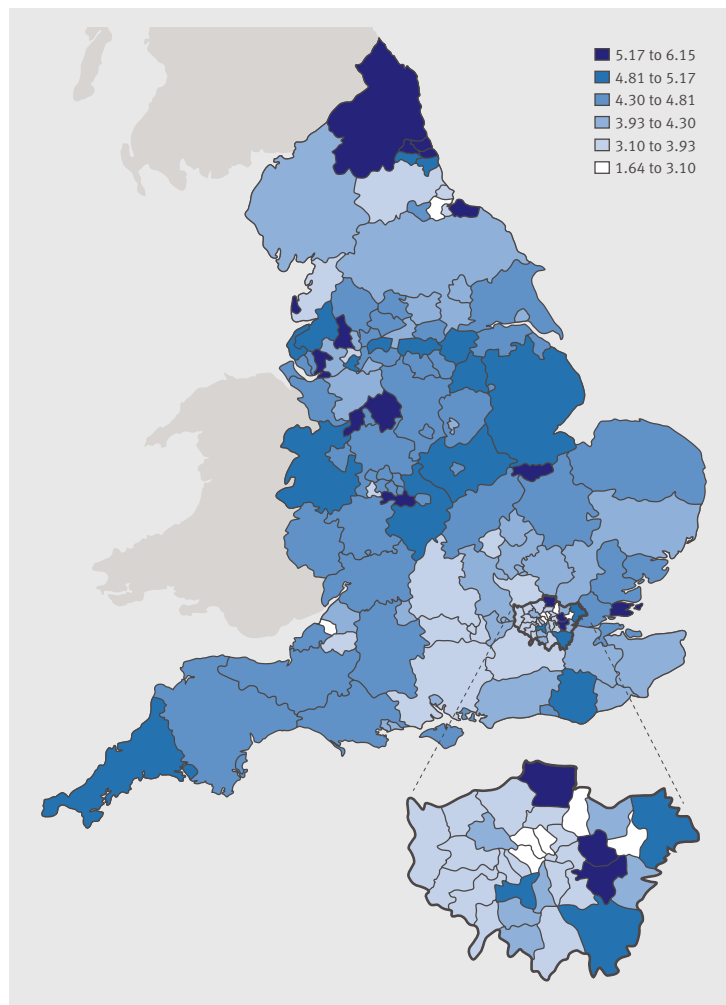 5.17 to 6.15
4.81 to 5.17
4.30 to 4.81
3.93 to 4.30
3.10 to 3.93
1.64 to 3.10